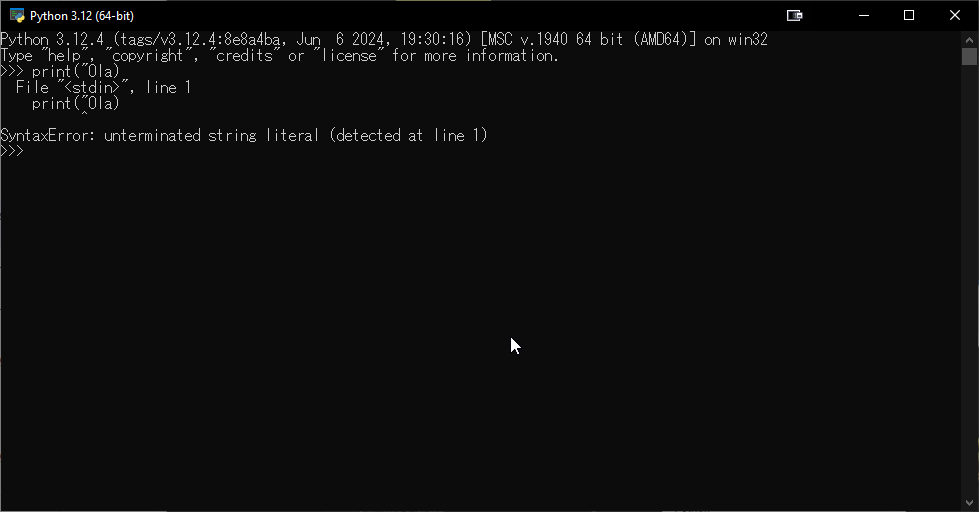 Python 3.12 (64-bit)
Python 3.12.4 (tags/v3.12.4:8e8a4ba, Jun  6 2024, 19:30:16) [MSC v.1940 64 bit (AMD64)] on win32
Type "help", "copyright", "credits" or "license" for more information.
>>> print("Ola)
  File "<stdin>", line 1
    print("Ola)
          ^
SyntaxError: unterminated string literal (detected at line 1)
>>>